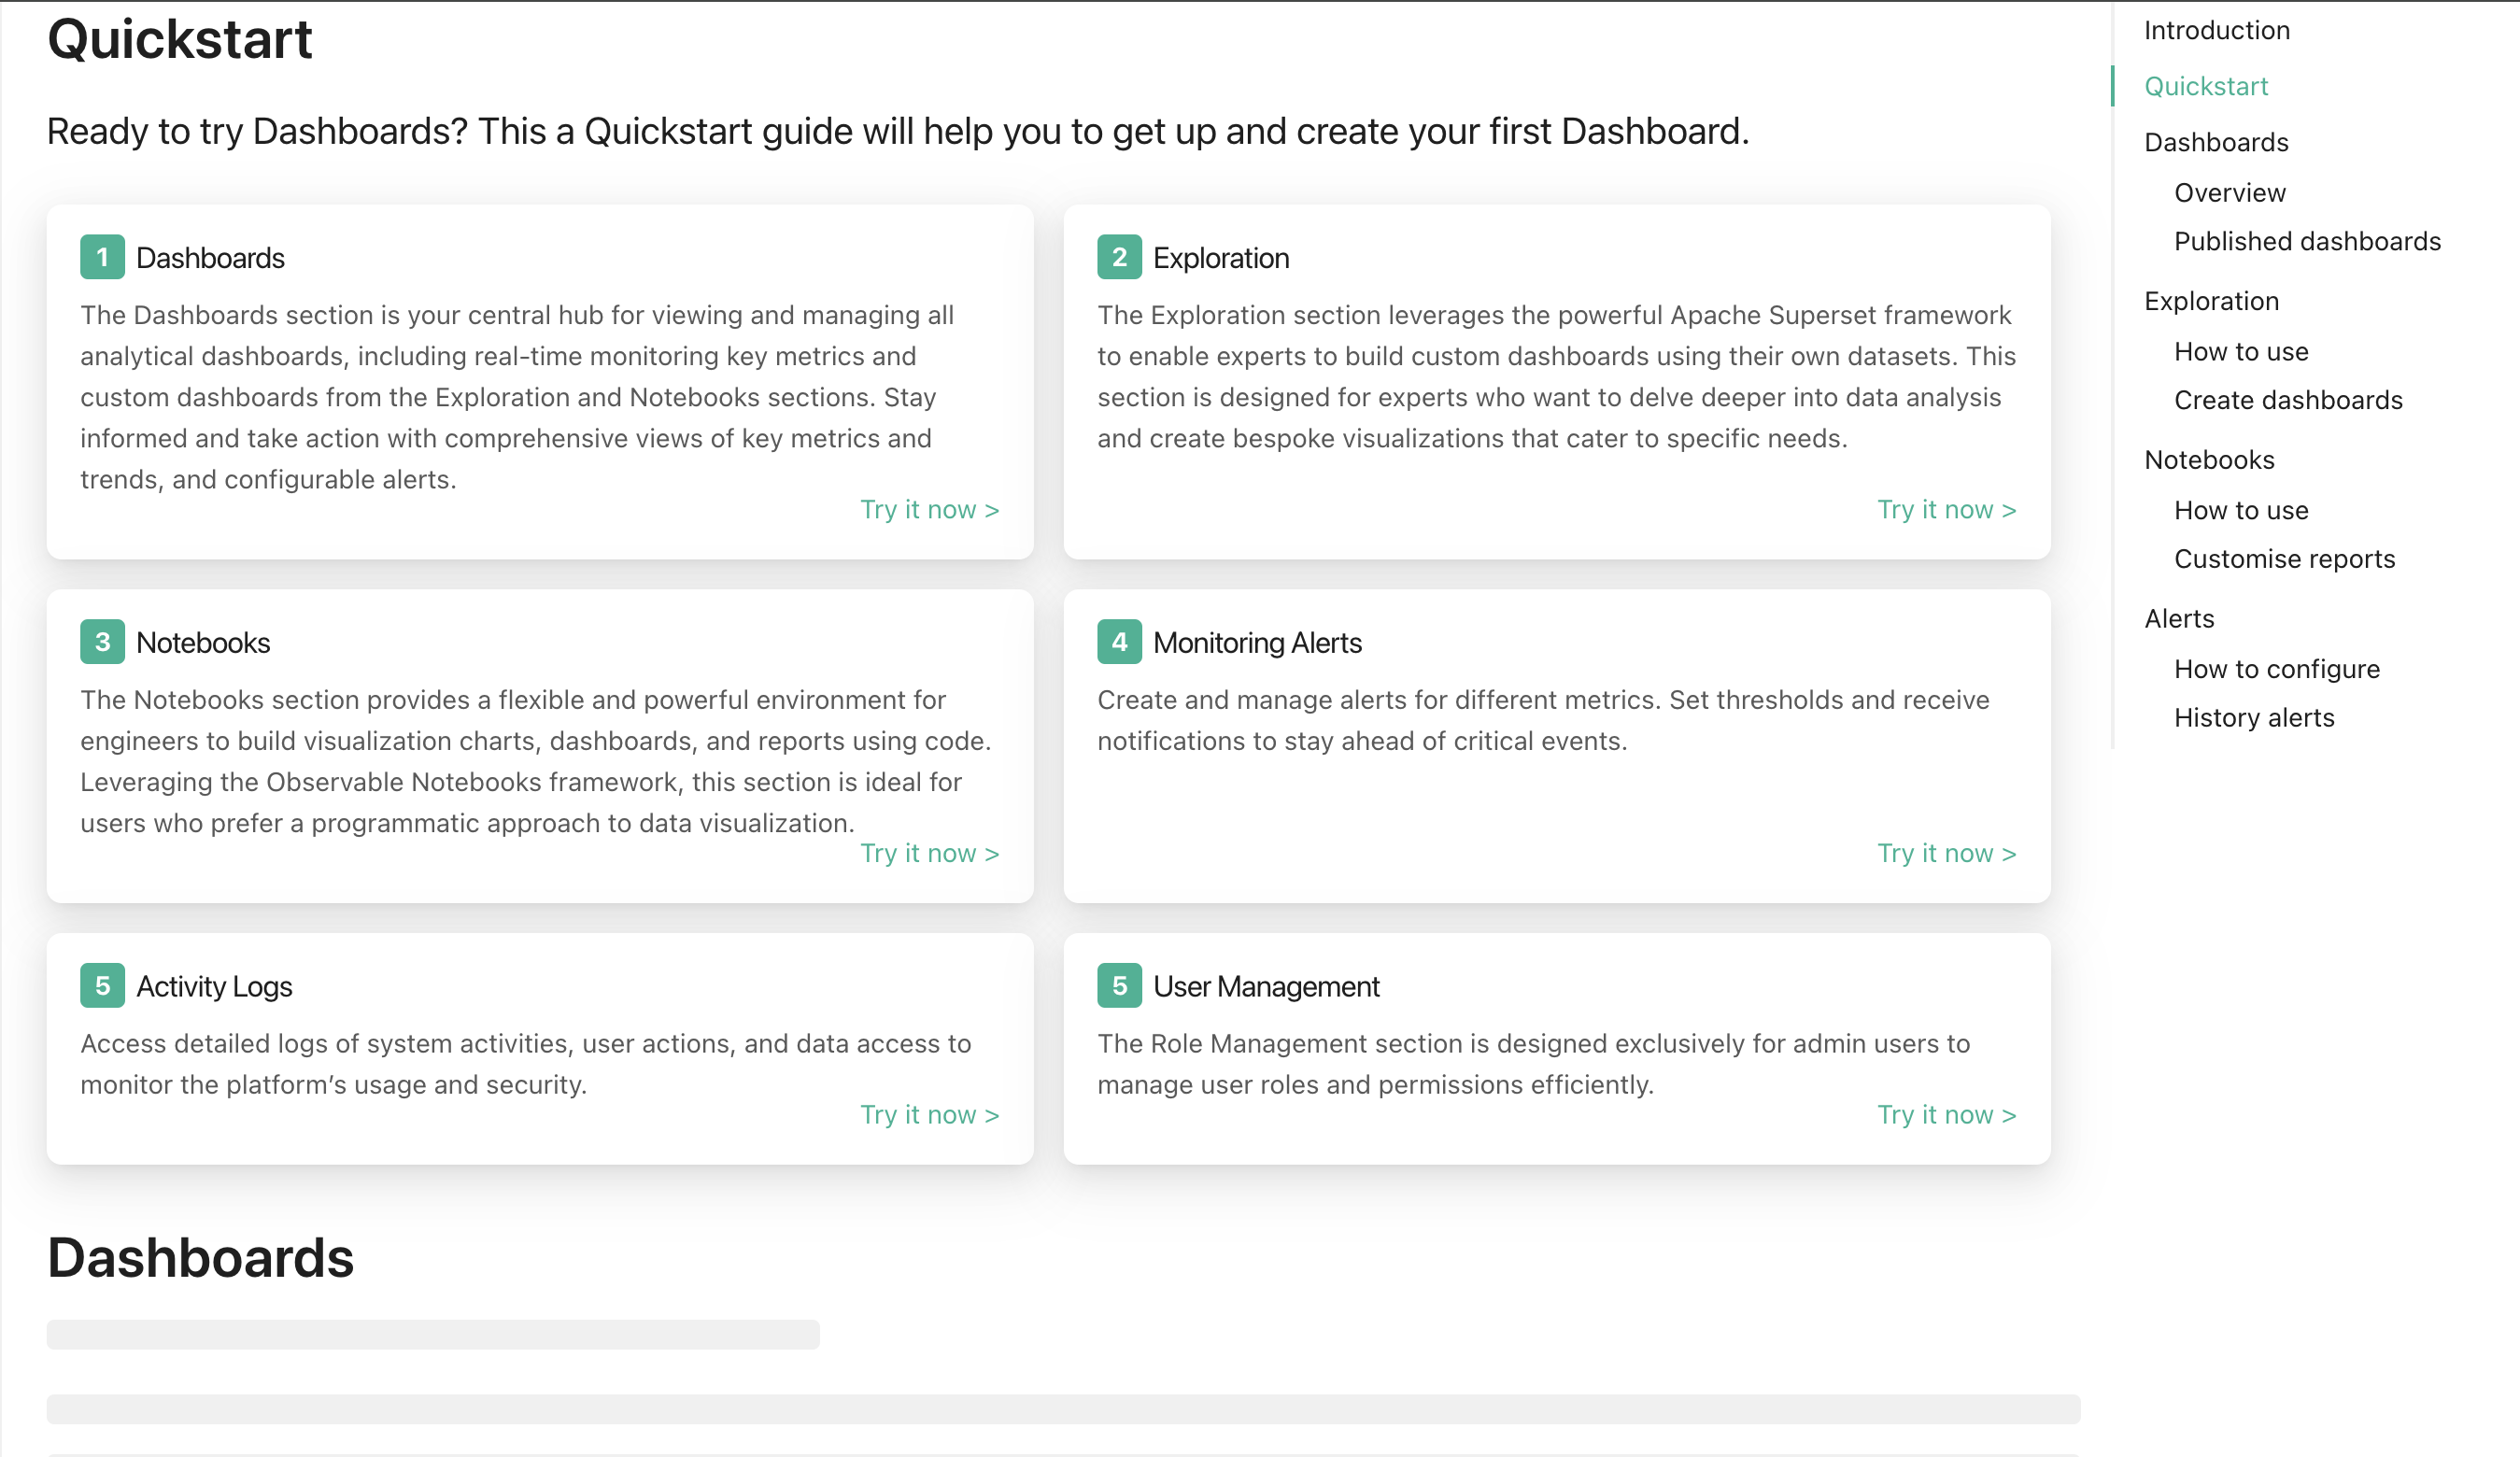 Quickstart
Ready to try Dashboards? This a Quickstart guide will help you to get up and create your first Dashboard.
1 Dashboards
The Dashboards section is your central hub for viewing and managing all
analytical dashboards, including real-time monitoring key metrics and
custom dashboards from the Exploration and Notebooks sections. Stay
informed and take action with comprehensive views of key metrics and
trends, and configurable alerts.
Try it now >
2 Exploration
The Exploration section leverages the powerful Apache Superset framework
to enable experts to build custom dashboards using their own datasets. This
section is designed for experts who want to delve deeper into data analysis
and create bespoke visualizations that cater to specific needs.
Try it now >
3 Notebooks
The Notebooks section provides a flexible and powerful environment for
engineers to build visualization charts, dashboards, and reports using code.
Leveraging the Observable Notebooks framework, this section is ideal for
users who prefer a programmatic approach to data visualization.
Try it now >
4 Monitoring Alerts
Create and manage alerts for different metrics. Set thresholds and receive
notifications to stay ahead of critical events.
Try it now >
5 Activity Logs
Access detailed logs of system activities, user actions, and data access to
monitor the platform’s usage and security.
Try it now >
5 User Management
The Role Management section is designed exclusively for admin users to
manage user roles and permissions efficiently.
Try it now >
Dashboards
Introduction
Quickstart
Dashboards
Overview
Published dashboards
Exploration
How to use
Create dashboards
Notebooks
How to use
Customise reports
Alerts
How to configure
History alerts